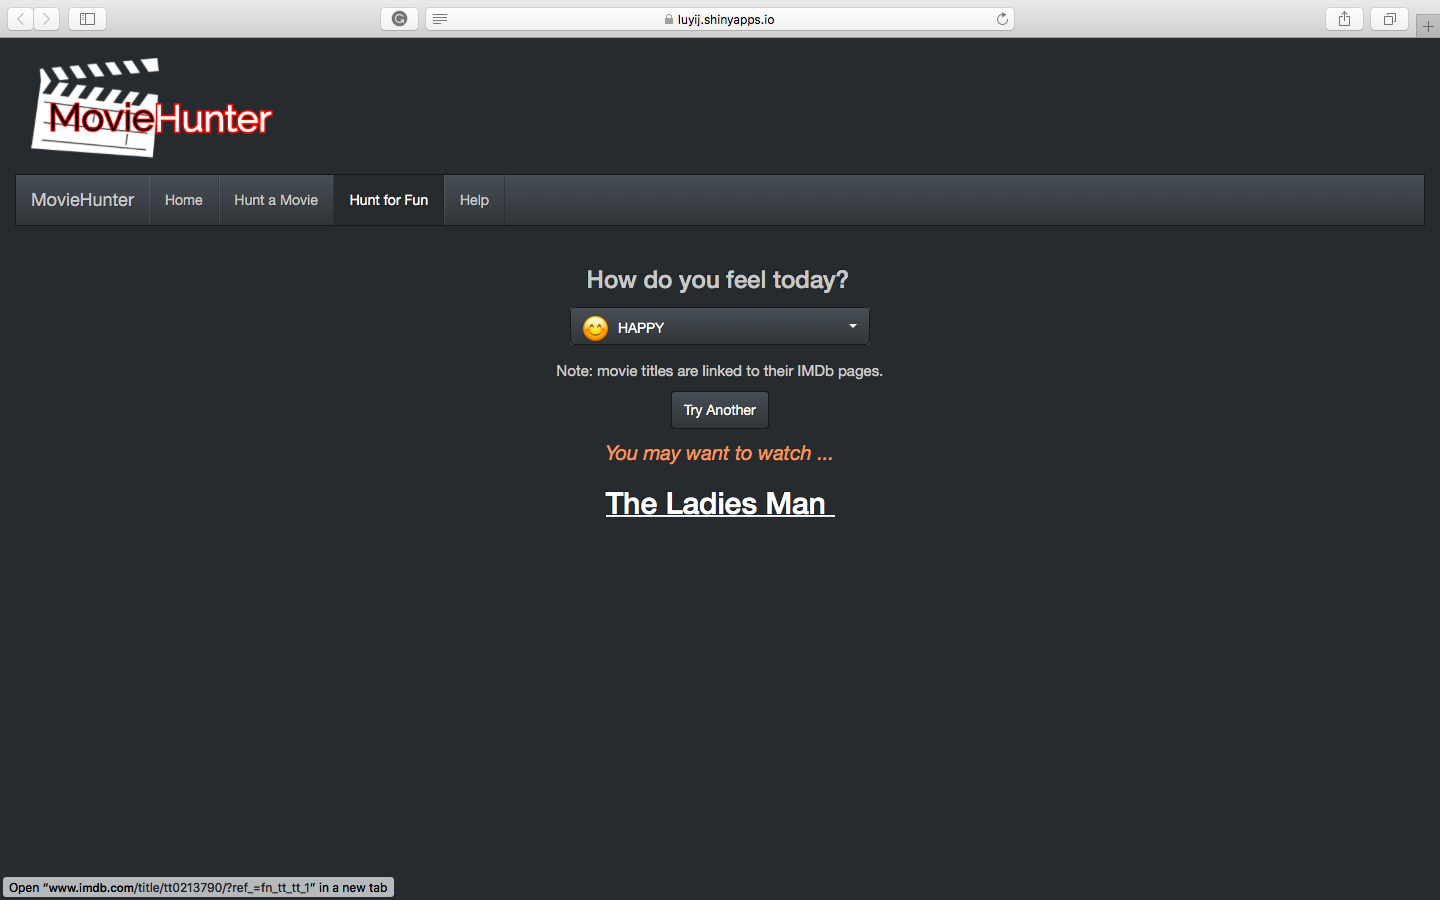 luyij.shinyapps.io
MovieHunter
MovieHunter Home Hunt a Movie Hunt for Fun Help
How do you feel today?
HAPPY
Note: movie titles are linked to their IMDb pages.
Try Another
You may want to watch ...
The Ladies Man
Open “www.imdb.com/title/tt0213790/?ref_=fn_tt_tt_1” in a new tab